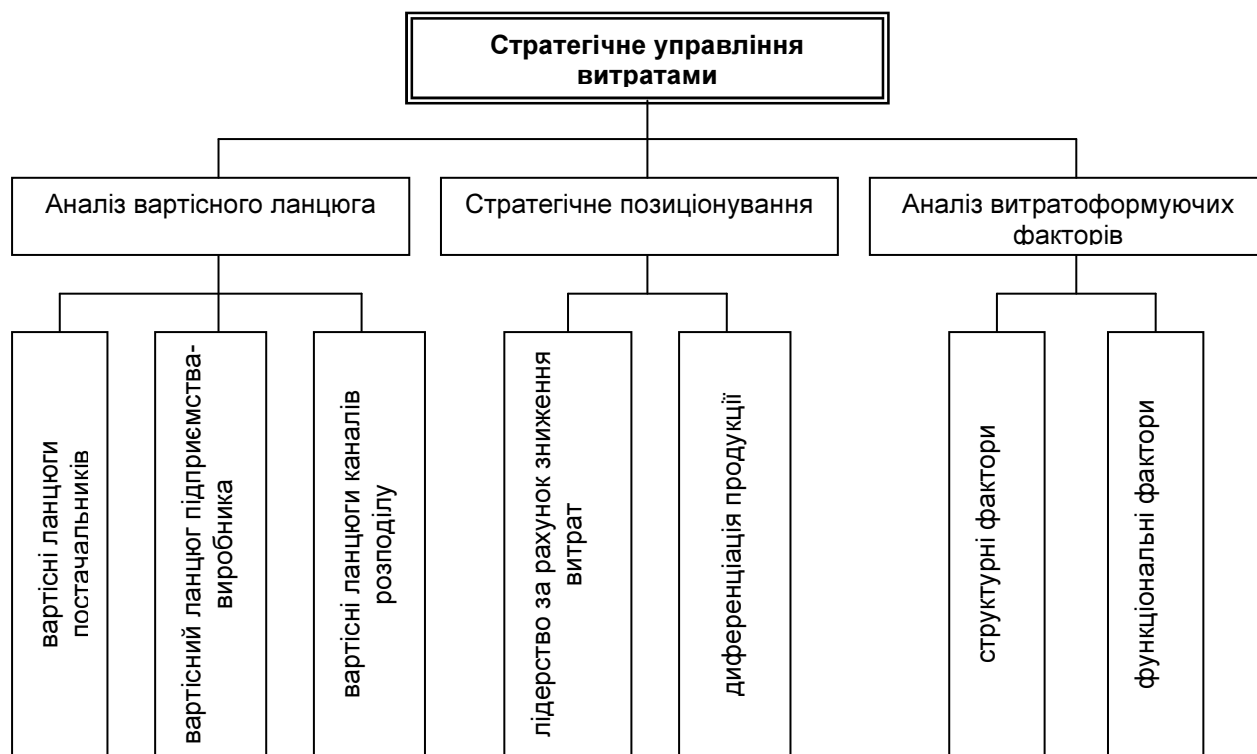 Стратегічне управління
витратами
Аналіз вартісного ланцюга
Стратегічне позиціонування
Аналіз витратоформуючих
факторів
вартісні ланцюги
постачальників
вартісний ланцюг підприємства-
виробника
вартісні ланцюги каналів
розподілу
лідерство за рахунок зниження
витрат
диференціація продукції
структурні фактори
функціональні фактори